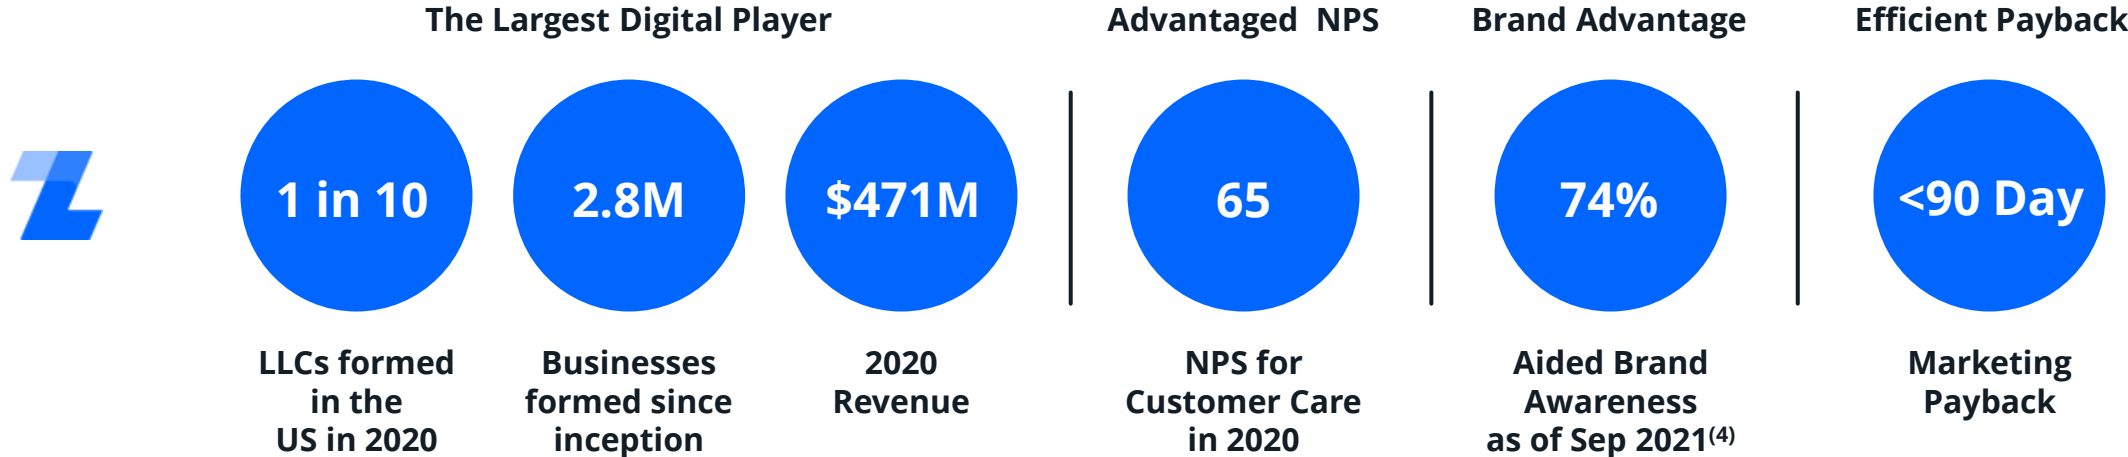 The Largest Digital Player
Advantaged  NPS
Brand Advantage
Efficient Payback
1 in 10
2.8M
$471M
65
74%
<90 Day
LLCs formed
in the
US in 2020
Businesses
formed since
inception
2020
Revenue
NPS for
Customer Care
in 2020
Aided Brand
Awareness
as of Sep 2021(4)
Marketing
Payback